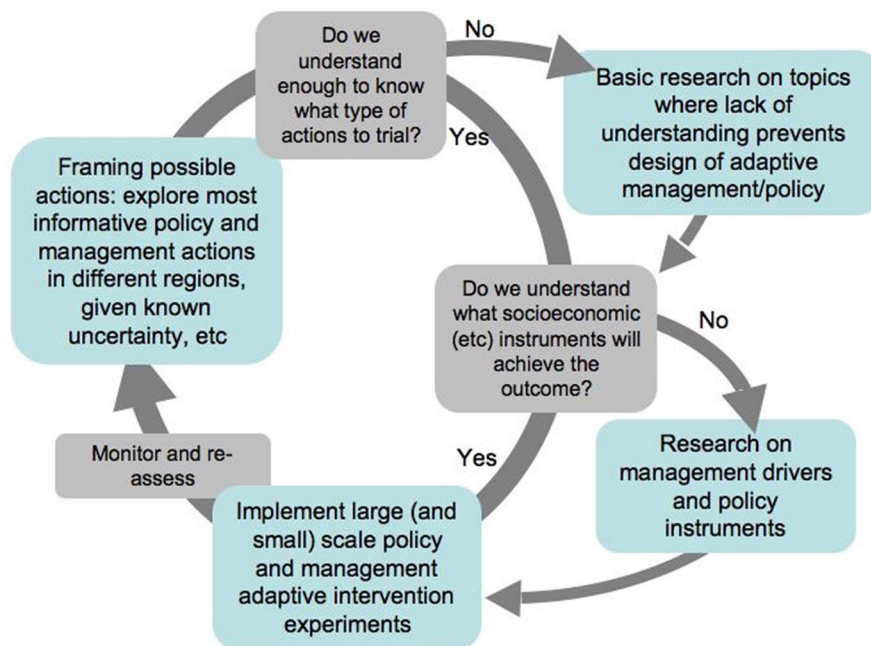 Do we
understand
enough to know
what type of
actions to trial?
No
Yes
Basic research on topics
where lack of
understanding prevents
design of adaptive
management/policy
Framing possible
actions: explore most
informative policy and
management actions
in different regions,
given known
uncertainty, etc
Do we understand
what socioeconomic
(etc) instruments will
achieve the
outcome?
No
Yes
Research on
management drivers
and policy
instruments
Implement large (and
small) scale policy
and management
adaptive intervention
experiments
Monitor and re-
assess